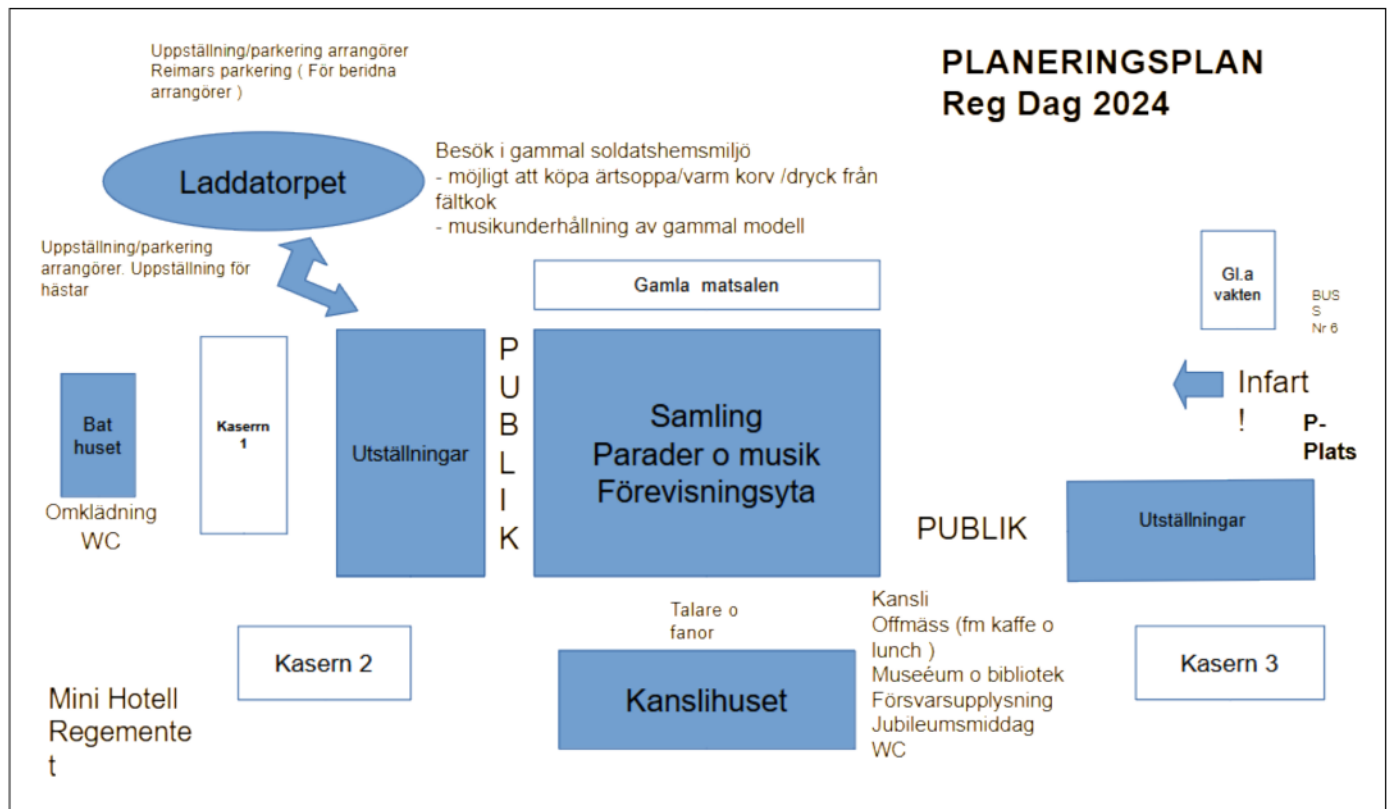 Uppställning/parkering arrangörer
Reimars parkering ( För beridna
arrangörer )
PLANERINGSPLAN
Reg Dag 2024
Laddatorpet
Besök i gammal soldatshemsmiljö
- möjligt att köpa ärtsoppa/varm korv /dryck från
fältkok
- musikunderhållning av gammal modell
Uppställning/parkering
arrangörer. Uppställning för
hästar
Gamla matsalen
Gl.a
vakten
BUS
S
Nr 6
Infart
!
P-
Plats
Bat
huset
Omklädning
WC
Kaserrn
1
Utställningar
P
U
B
L
I
K
Samling
Parader o musik
Förevisningsyta
PUBLIK
Utställningar
Talare o
fanor
Kansli
Offmäss (fm kaffe o
lunch )
Museéum o bibliotek
Försvarsupplysning
Jubileumsmiddag
WC
Kasern 2
Kanslihuset
Kasern 3
Mini Hotell
Regemente
t